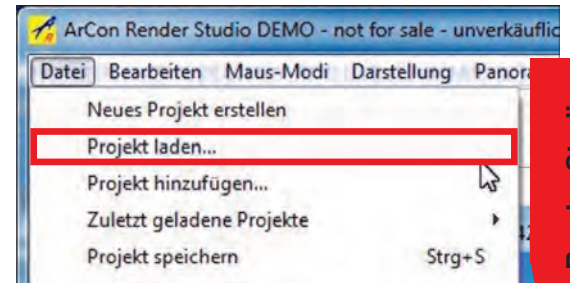 ArCon Render Studio DEMO - not for sale - unverkäuflic
Datei Bearbeiten Maus-Modi Darstellung Panora
Neues Projekt erstellen
Projekt laden...
Projekt hinzufügen...
Zuletzt geladene Projekte
Projekt speichern Strg+S